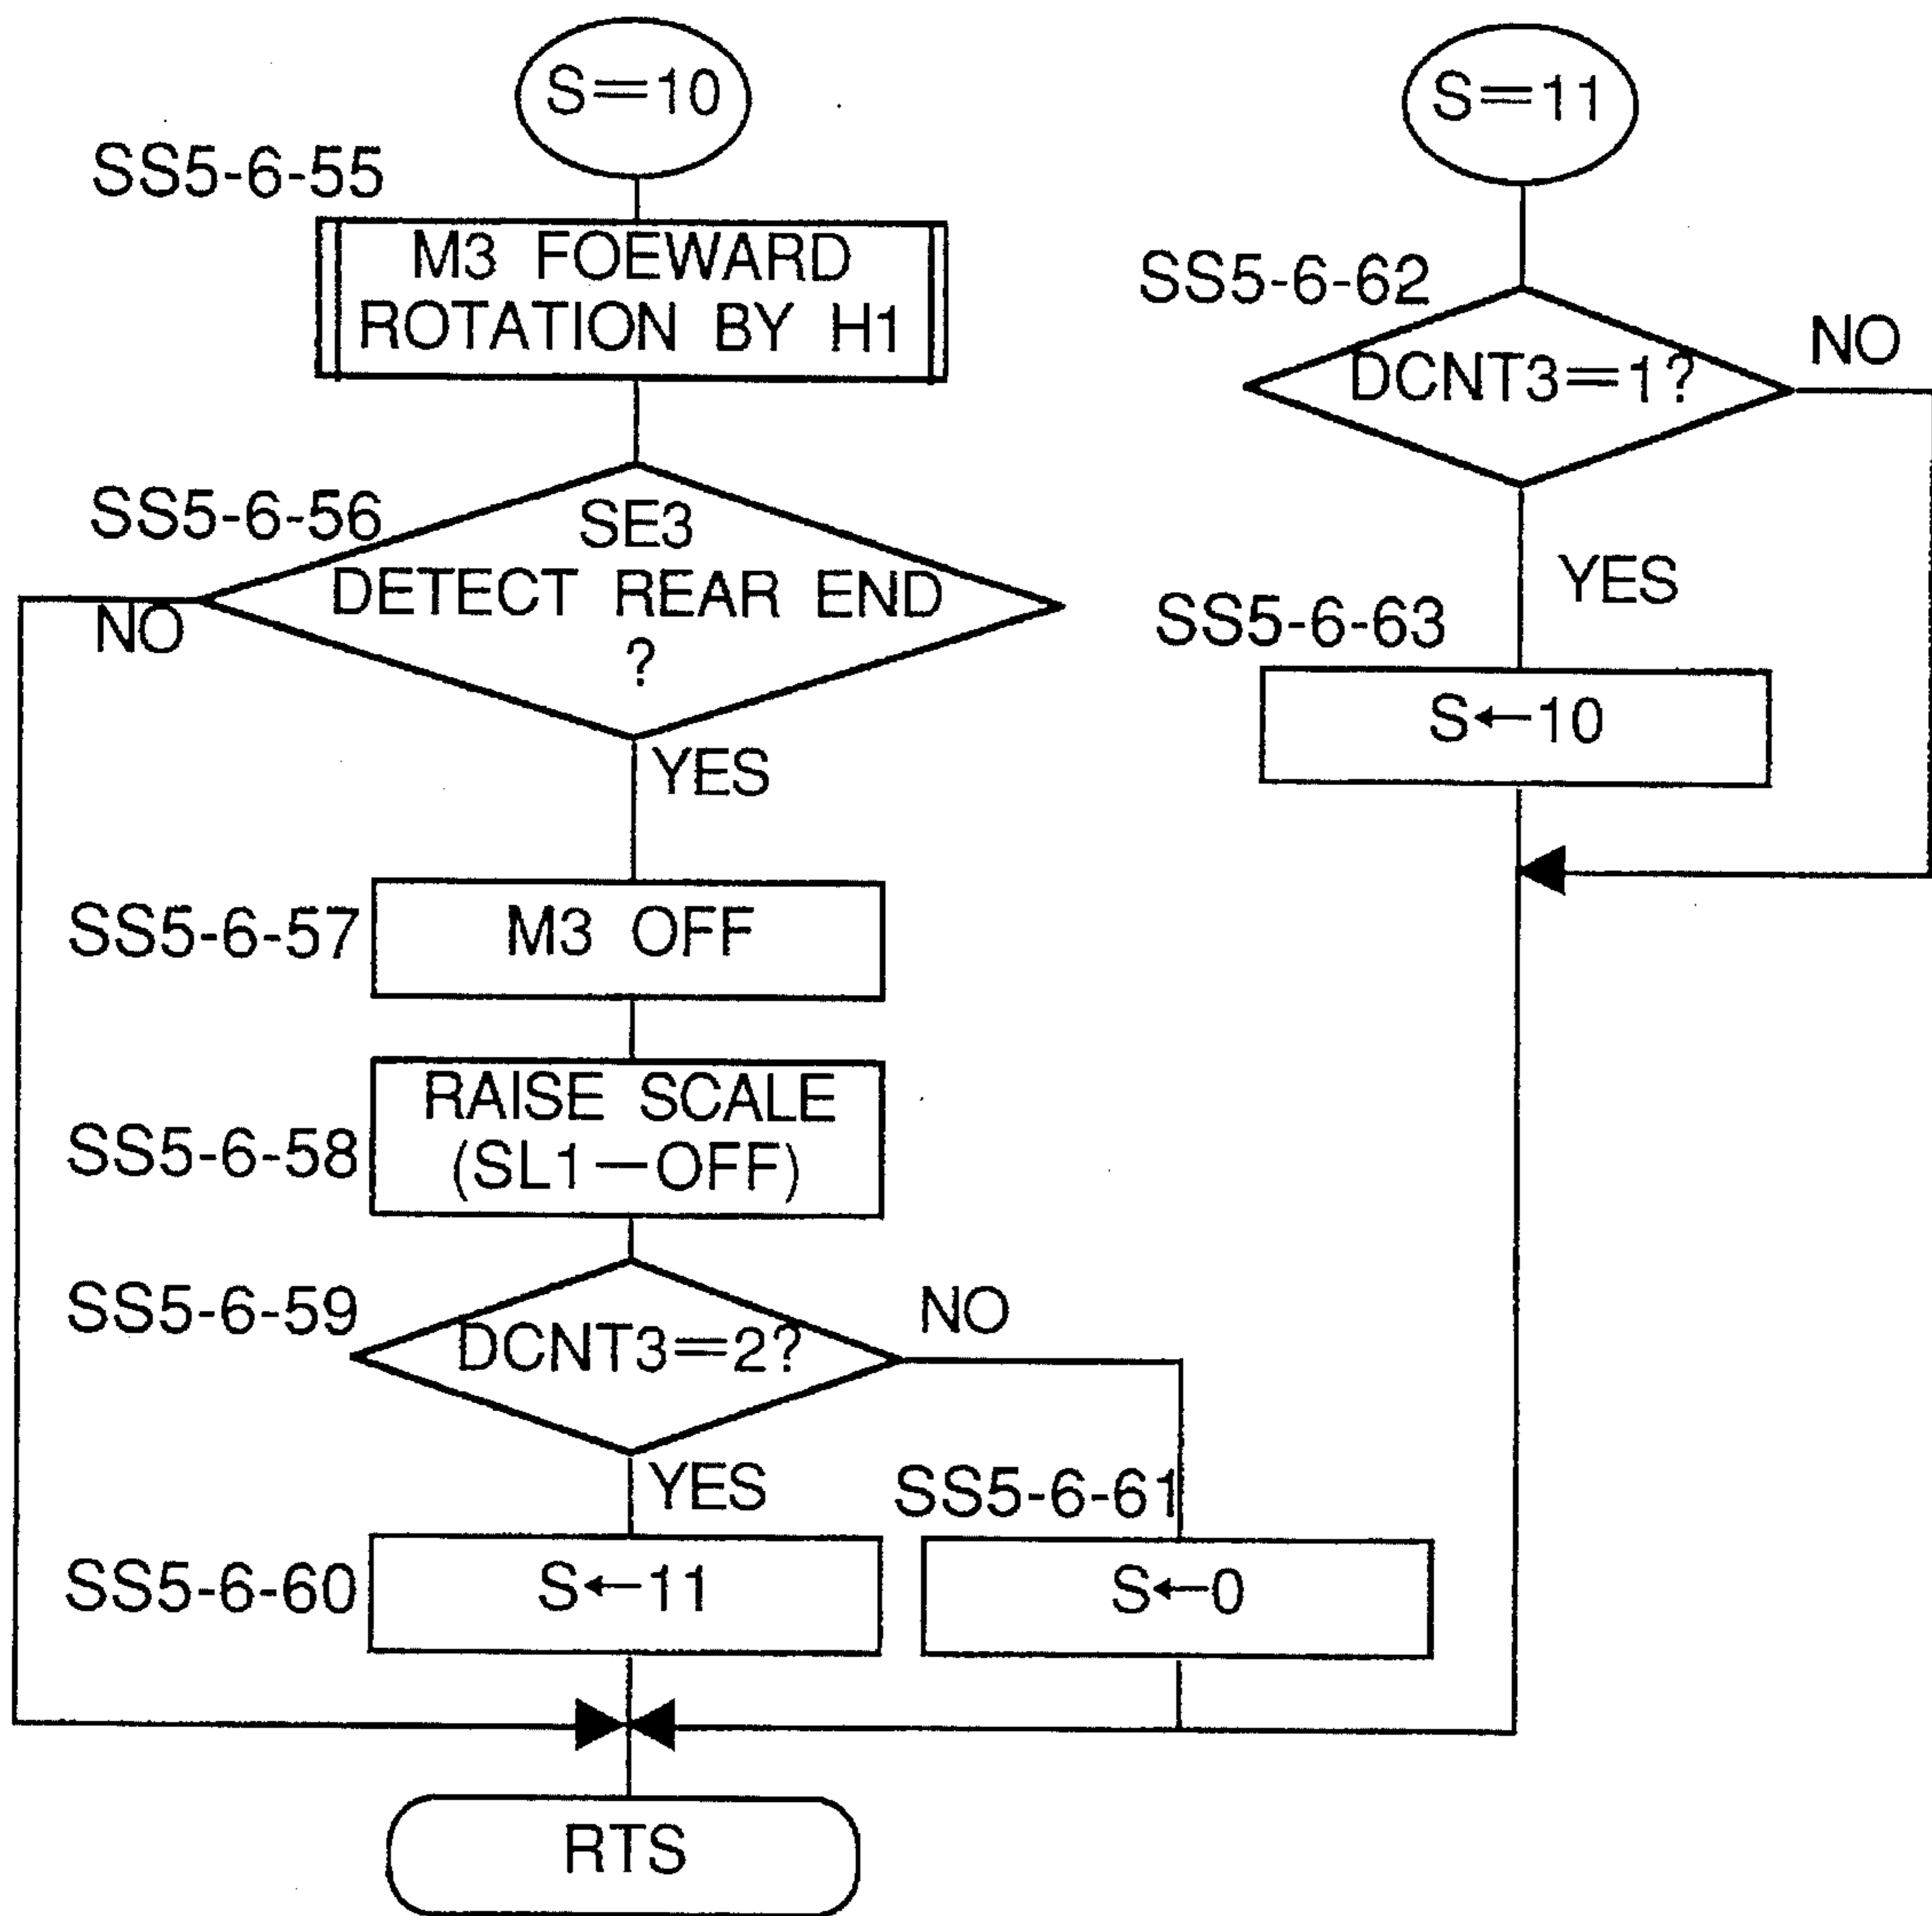 S=10
SS5-6-55
M3 FOEWARD
ROTATION BY H1
SS5-6-56
SE3
DETECT REAR END
?
NO
YES
SS5-6-57
M3 OFF
SS5-6-58
RAISE SCALE
(SL1—OFF)
SS5-6-59
DCNT3=2?
NO
YES
SS5-6-60
S←11
SS5-6-61
S←0
RTS
S=11
SS5-6-62
DCNT3=1?
NO
YES
SS5-6-63
S←10